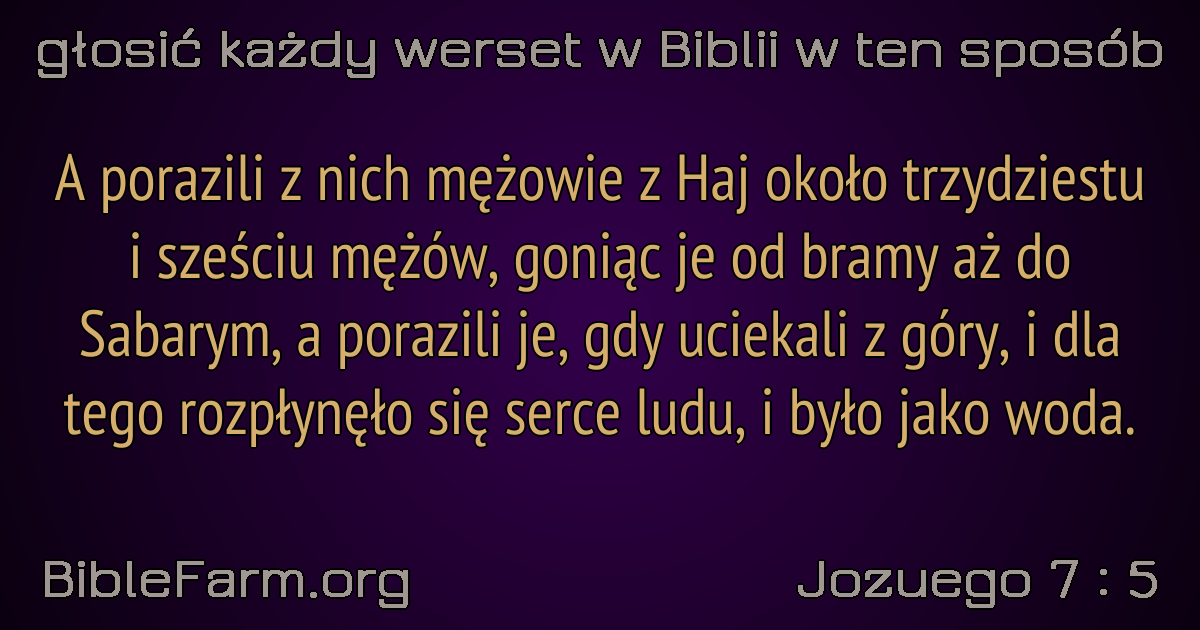 głosić każdy werset w Biblii w ten sposób
A porazili z nich mężowie z Haj około trzydziestu
i sześciu mężów, goniąc je od bramy aż do
Sabarym, a porazili je, gdy uciekali z góry, i dla
tego rozpłynęło się serce ludu, i było jako woda.
BibleFarm.org
Jozuego 7 : 5